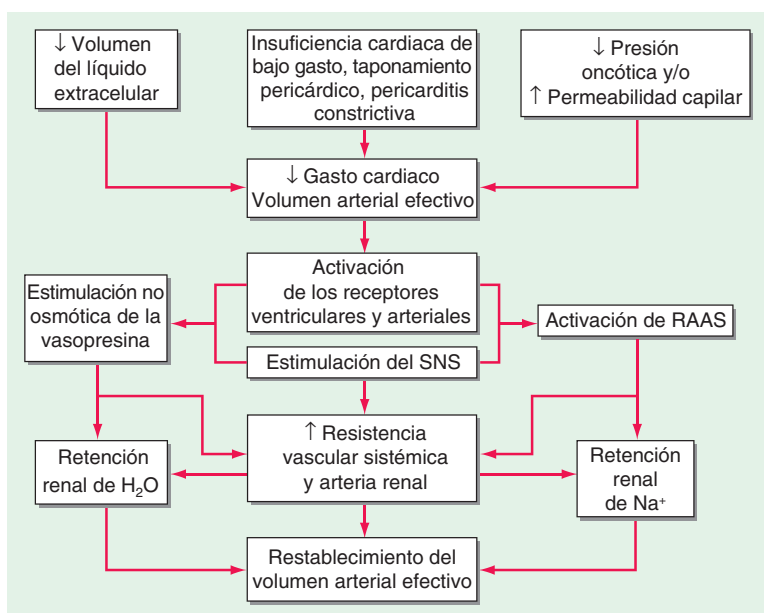 ↓ Volumen
del líquido
extracelular
Insuficiencia cardiaca de
bajo gasto, taponamiento
pericárdico, pericarditis
constrictiva
↓ Presión
oncótica y/o
↑ Permeabilidad capilar
↓ Gasto cardiaco
Volumen arterial efectivo
Activación
de los receptores
ventriculares y arteriales
Estimulación no
osmótica de la
vasopresina
Activación de RAAS
Estimulación del SNS
↑ Resistencia
vascular sistémica
y arteria renal
Retención
renal de H₂O
Retención
renal
de Na⁺
Restablecimiento del
volumen arterial efectivo